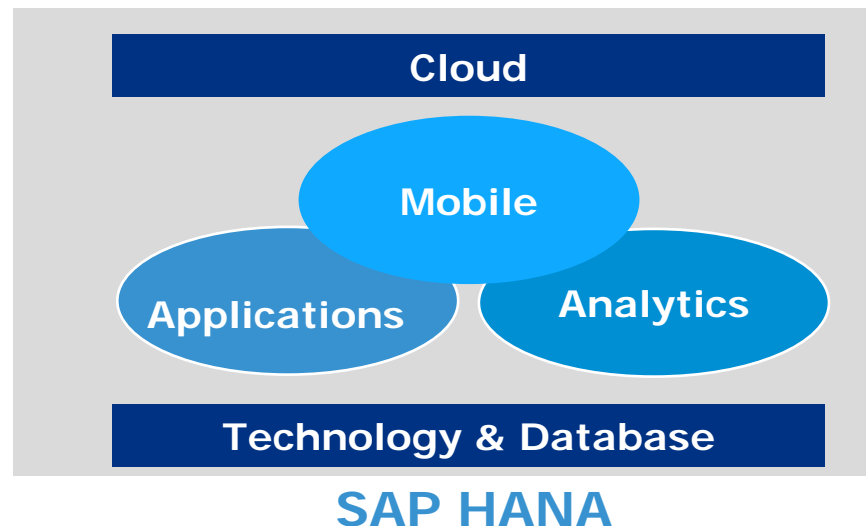 Cloud
Mobile
Applications
Analytics
Technology & Database
SAP HANA